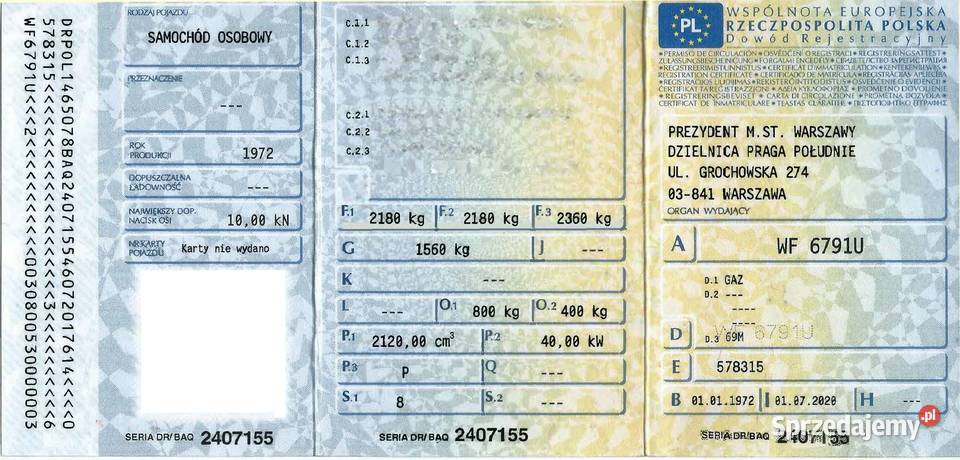 DRPOL1465078BAQ240715546072017614<<<<0
578315<<<<<<<<<<<<<<<<<<<3<<<<<<<<<6
WF6791U<<<2<<<<<<<<<<<0030800530000003
RODZAJ POJAZDU
SAMOCHÓD OSOBOWY
PRZEZNACZENIE
---
ROK
PRODUKCJI 1972
DOPUSZCZALNA
ŁADOWNOŚĆ ---
NAJWIĘKSZY DOP.
NACISK OSI 10,00 kN
NR KARTY
POJAZDU Karty nie wydano
SERIA DR/BAQ 2407155
C.1.1
C.1.2
C.1.3
C.2.1
C.2.2
C.2.3
F.1 2180 kg F.2 2180 kg F.3 2360 kg
G 1560 kg J ---
K ---
L --- O.1 800 kg O.2 400 kg
P.1 2120,00 cm³ P.2 40,00 kW
P.3 P Q ---
S.1 8 S.2 ---
SERIA DR/BAQ 2407155
PL
WSPÓLNOTA EUROPEJSKA
RZECZPOSPOLITA POLSKA
Dowód Rejestracyjny
PREZYDENT M.ST. WARSZAWY
DZIELNICA PRAGA POŁUDNIE
UL. GROCHOWSKA 274
03-841 WARSZAWA
ORGAN WYDAJĄCY
A WF 6791U
D.1 GAZ
D.2 ---
----
----
D WF 6791U
D.3 69M
E 578315
B 01.01.1972 I 01.07.2020 H ---
SERIA DR/BAQ 2407155
Sprzedajemy.pl